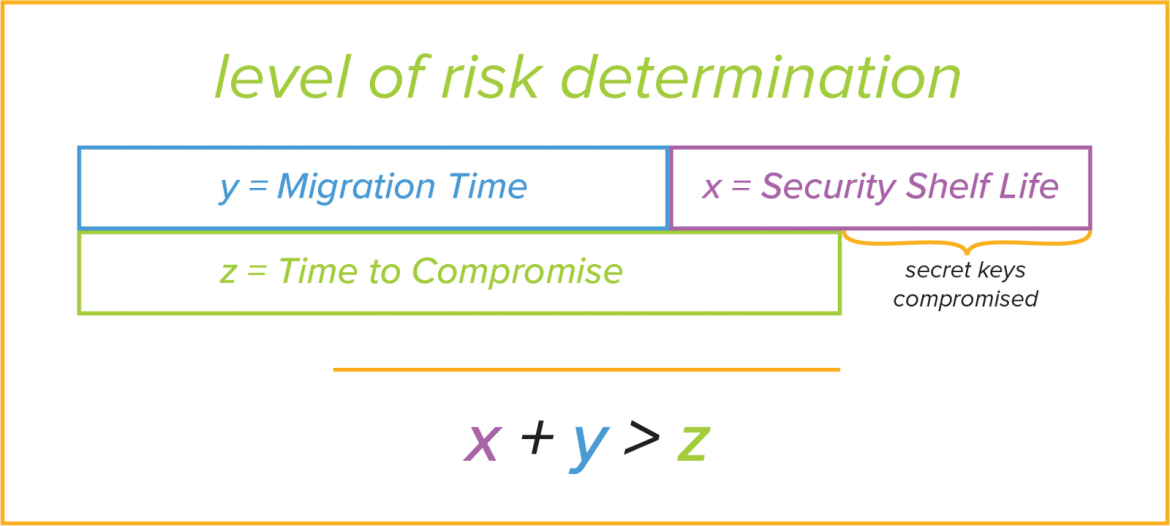 level of risk determination
y = Migration Time
x = Security Shelf Life
z = Time to Compromise
secret keys
compromised
x + y > z